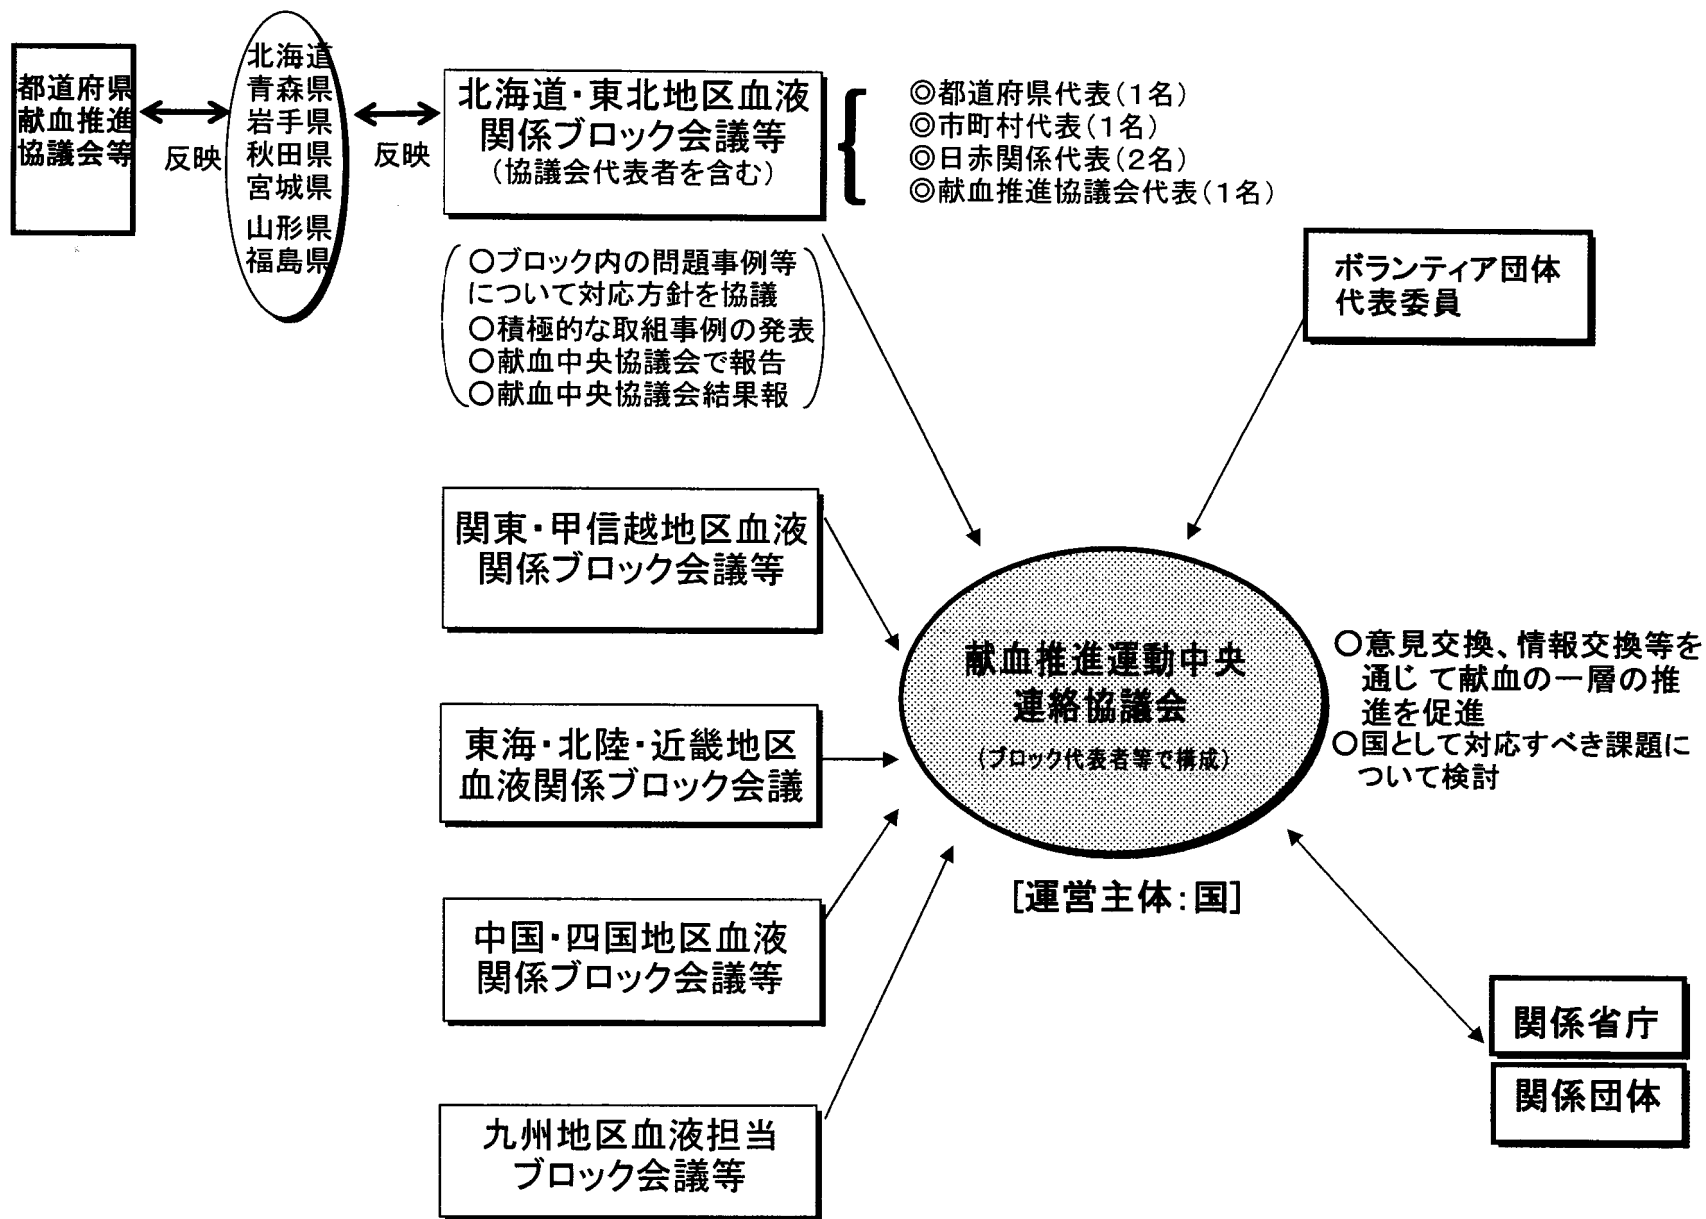 都道府県
献血推進
協議会等
反映
北海道
青森県
岩手県
秋田県
宮城県
山形県
福島県
反映
北海道・東北地区血液
関係ブロック会議等
(協議会代表者を含む)
◎都道府県代表(1名)
◎市町村代表(1名)
◎日赤関係代表(2名)
◎献血推進協議会代表(1名)
○ブロック内の問題事例等
について対応方針を協議
○積極的な取組事例の発表
○献血中央協議会で報告
○献血中央協議会結果報
ボランティア団体
代表委員
関東・甲信越地区血液
関係ブロック会議等
東海・北陸・近畿地区
血液関係ブロック会議
中国・四国地区血液
関係ブロック会議等
九州地区血液担当
ブロック会議等
献血推進運動中央
連絡協議会
(ブロック代表者等で構成)
[運営主体:国]
○意見交換、情報交換等を
通じ て献血の一層の推
進を促進
○国として対応すべき課題に
ついて検討
関係省庁
関係団体